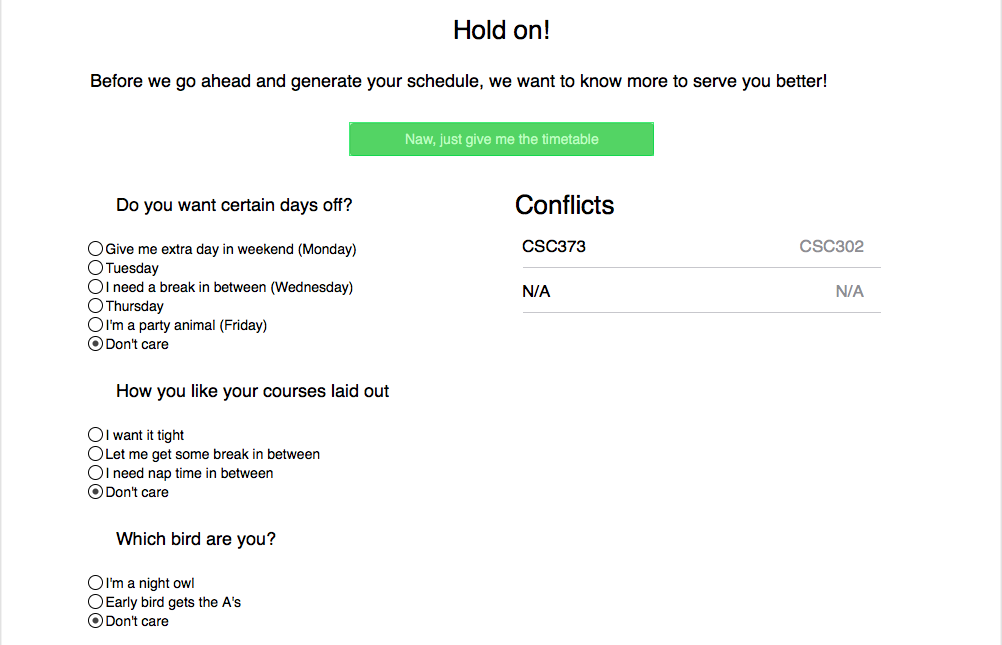 Hold on!
Before we go ahead and generate your schedule, we want to know more to serve you better!
Naw, just give me the timetable
Do you want certain days off?
Give me extra day in weekend (Monday)
Tuesday
I need a break in between (Wednesday)
Thursday
I'm a party animal (Friday)
Don't care
How you like your courses laid out
I want it tight
Let me get some break in between
I need nap time in between
Don't care
Which bird are you?
I'm a night owl
Early bird gets the A's
Don't care
Conflicts
CSC373 CSC302
N/A N/A